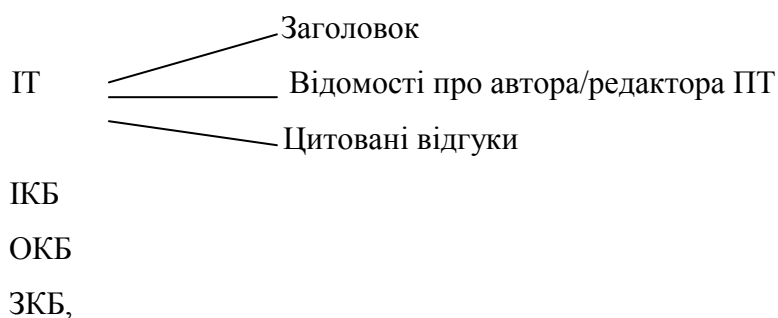 Заголовок
ІТ Відомості про автора/редактора ПТ
Цитовані відгуки
ІКБ
ОКБ
ЗКБ,